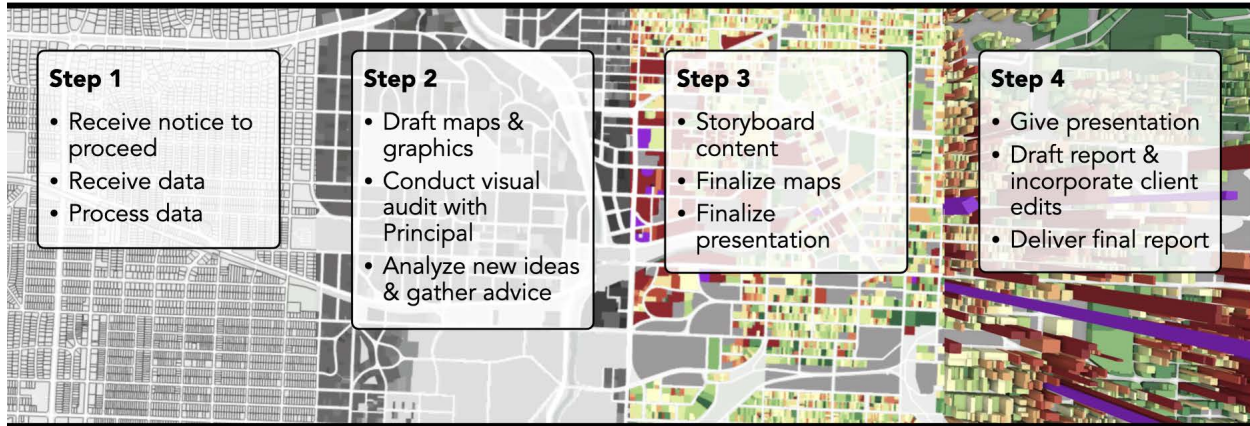 Step 1
• Receive notice to
proceed
• Receive data
• Process data
Step 2
• Draft maps &
graphics
• Conduct visual
audit with
Principal
• Analyze new ideas
& gather advice
Step 3
• Storyboard
content
• Finalize maps
• Finalize
presentation
Step 4
• Give presentation
• Draft report &
incorporate client
edits
• Deliver final report